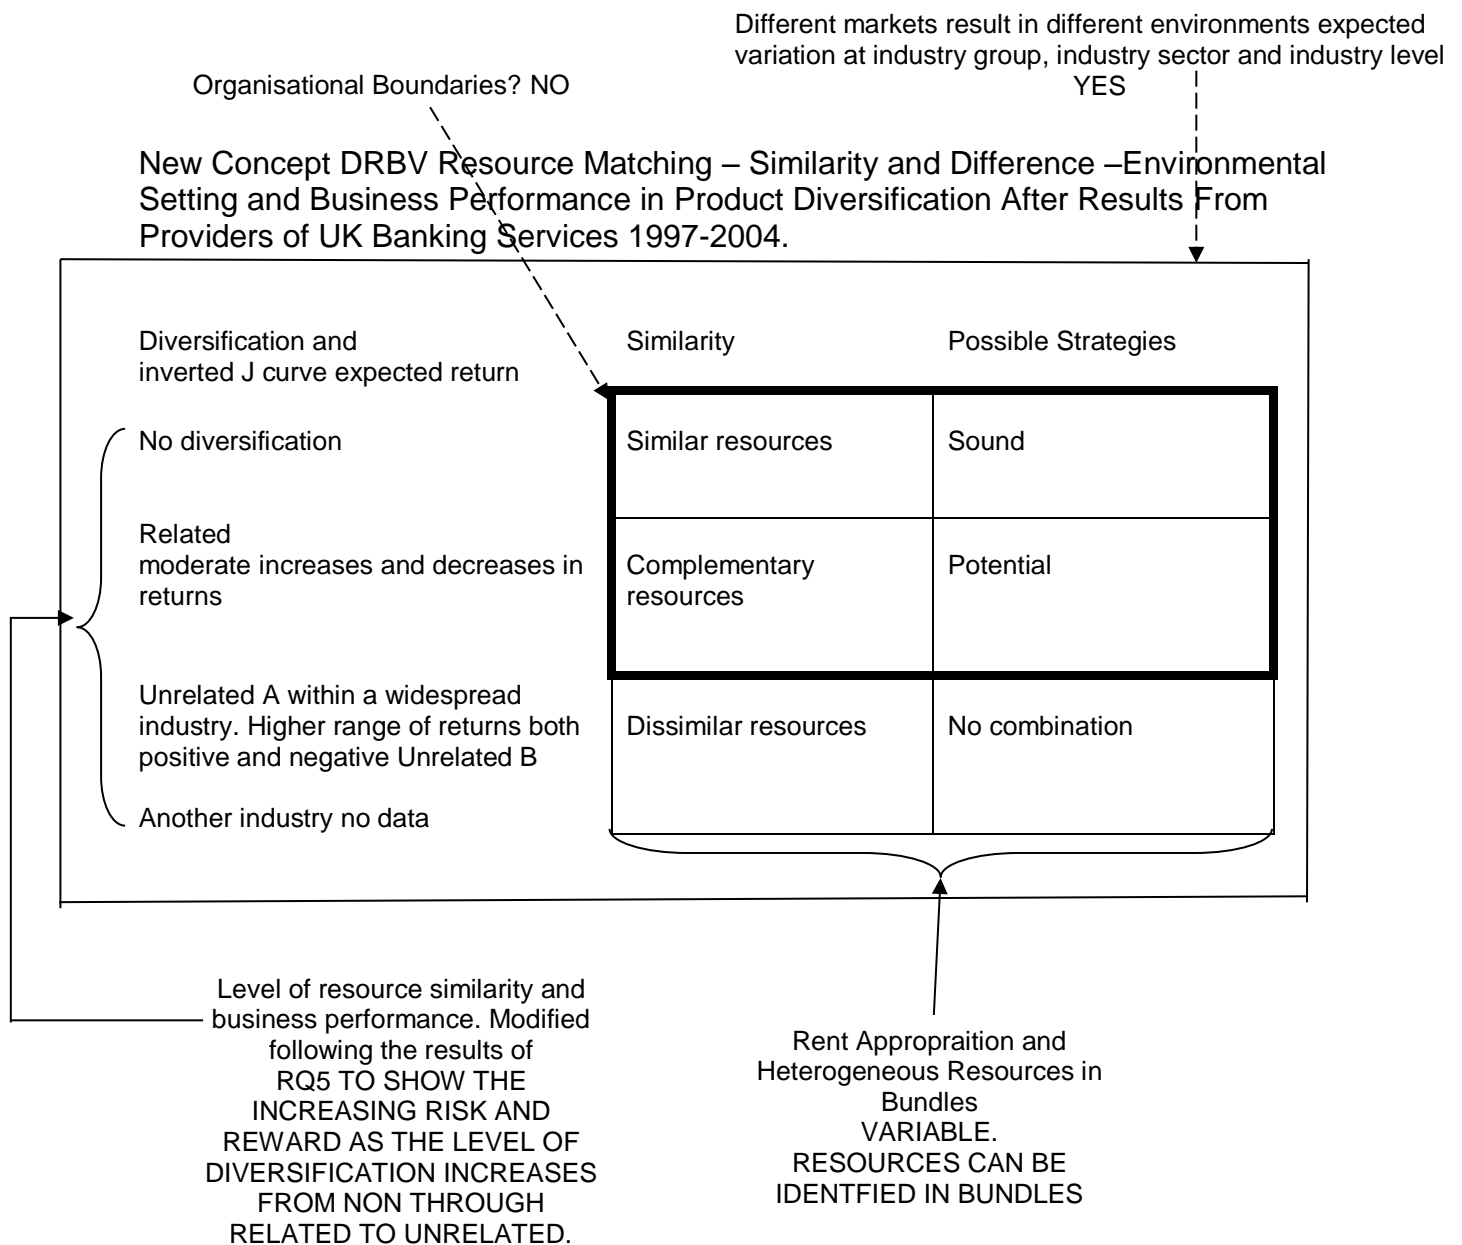 Different markets result in different environments expected
variation at industry group, industry sector and industry level
YES
Organisational Boundaries? NO
New Concept DRBV Resource Matching – Similarity and Difference –Environmental
Setting and Business Performance in Product Diversification After Results From
Providers of UK Banking Services 1997-2004.
Diversification and
inverted J curve expected return
Similarity
Possible Strategies
No diversification
Similar resources
Sound
Related
moderate increases and decreases in
returns
Complementary
resources
Potential
Unrelated A within a widespread
industry. Higher range of returns both
positive and negative Unrelated B
Dissimilar resources
No combination
Another industry no data
Level of resource similarity and
business performance. Modified
following the results of
RQ5 TO SHOW THE
INCREASING RISK AND
REWARD AS THE LEVEL OF
DIVERSIFICATION INCREASES
FROM NON THROUGH
RELATED TO UNRELATED.
Rent Appropraition and
Heterogeneous Resources in
Bundles
VARIABLE.
RESOURCES CAN BE
IDENTFIED IN BUNDLES